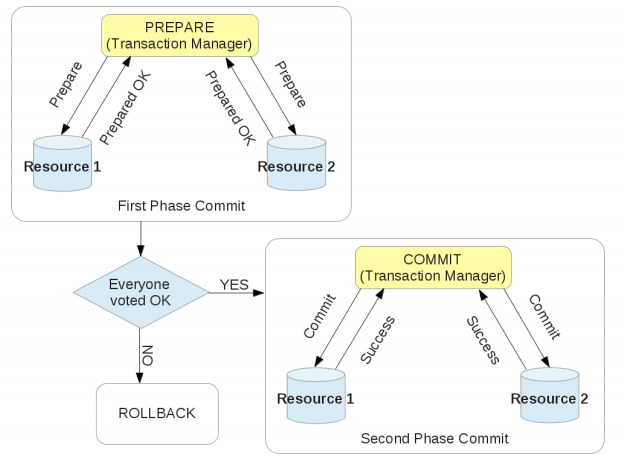 PREPARE
(Transaction Manager)
Prepare
Prepared OK
Prepared OK
Prepare
Resource 1
Resource 2
First Phase Commit
Everyone
voted OK
YES
NO
ROLLBACK
COMMIT
(Transaction Manager)
Commit
Success
Success
Commit
Resource 1
Resource 2
Second Phase Commit